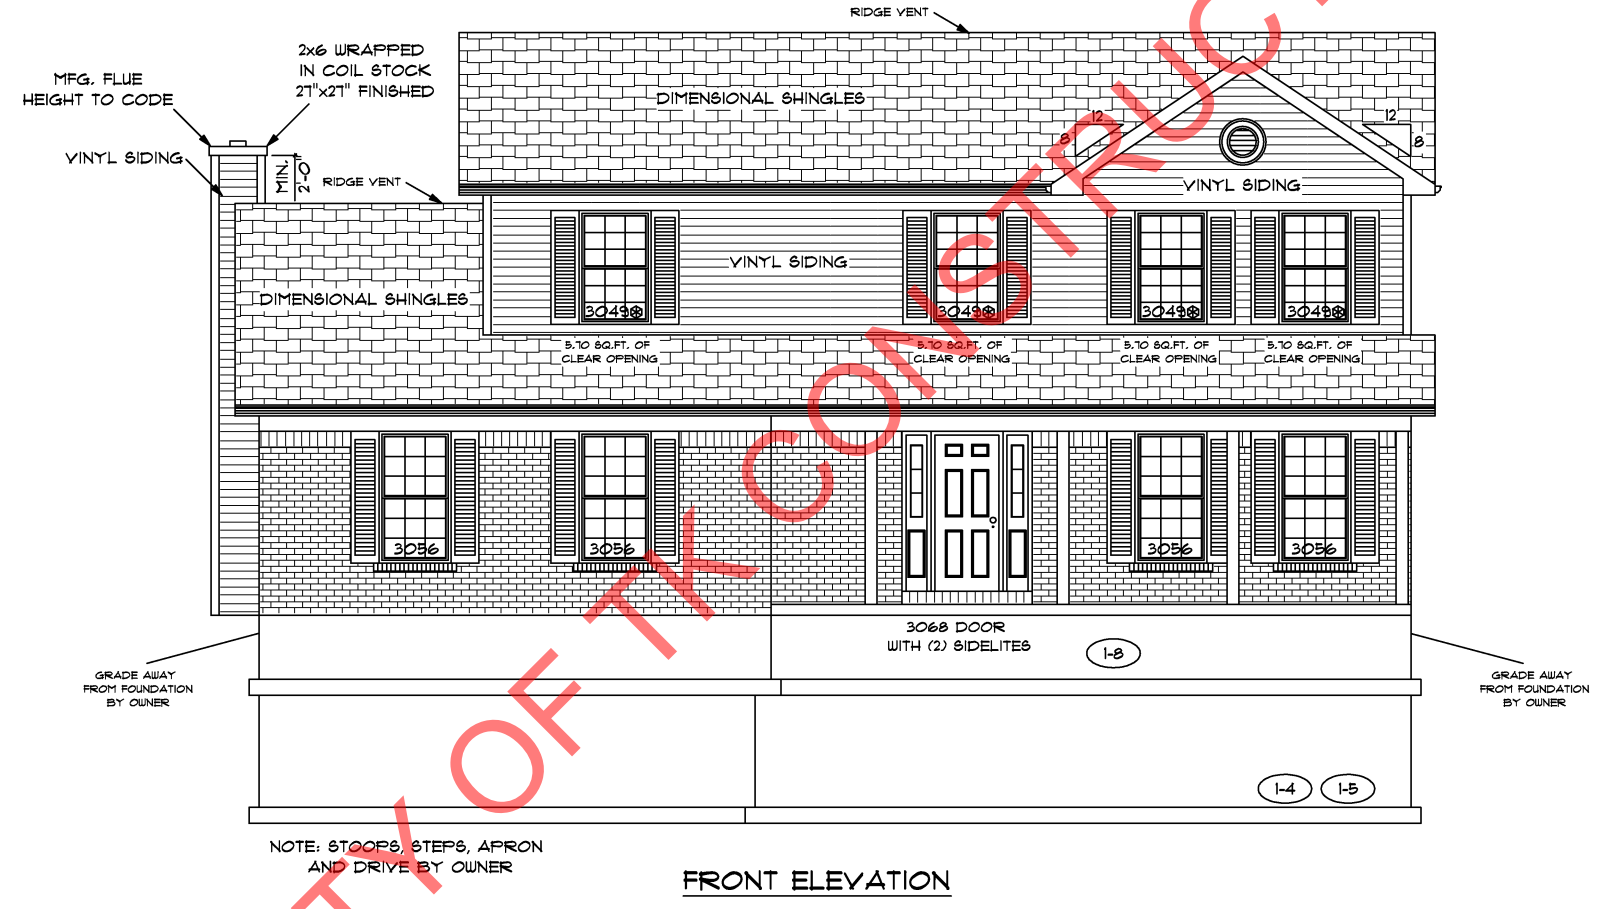 RIDGE VENT
2x6 WRAPPED
IN COIL STOCK
27"x27" FINISHED
MFG. FLUE
HEIGHT TO CODE
DIMENSIONAL SHINGLES
12
8
12
8
VINYL SIDING
MIN.
2'-0"
RIDGE VENT
VINYL SIDING
VINYL SIDING
DIMENSIONAL SHINGLES
3049
3049
3049
3049
5.70 SQ.FT. OF
CLEAR OPENING
5.70 SQ.FT. OF
CLEAR OPENING
5.70 SQ.FT. OF
CLEAR OPENING
5.70 SQ.FT. OF
CLEAR OPENING
3056
3056
3056
3056
3068 DOOR
WITH (2) SIDELITES
1-8
GRADE AWAY
FROM FOUNDATION
BY OWNER
GRADE AWAY
FROM FOUNDATION
BY OWNER
1-4
1-5
NOTE: STOOPS, STEPS, APRON
AND DRIVE BY OWNER
FRONT ELEVATION
TY OF TK CONSTRUC